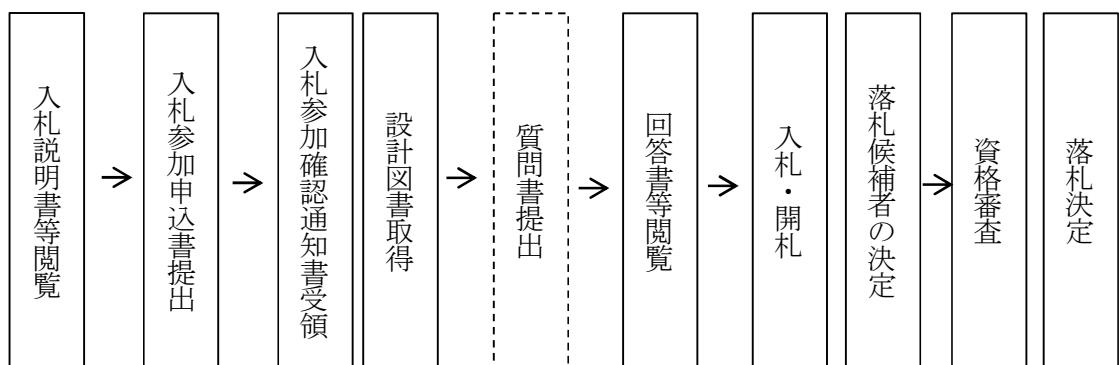 入札説明書等閲覧
入札参加申込書提出
入札参加確認通知書受領
設計図書取得
質問書提出
回答書等閲覧
入札・開札
落札候補者の決定
資格審査
落札決定